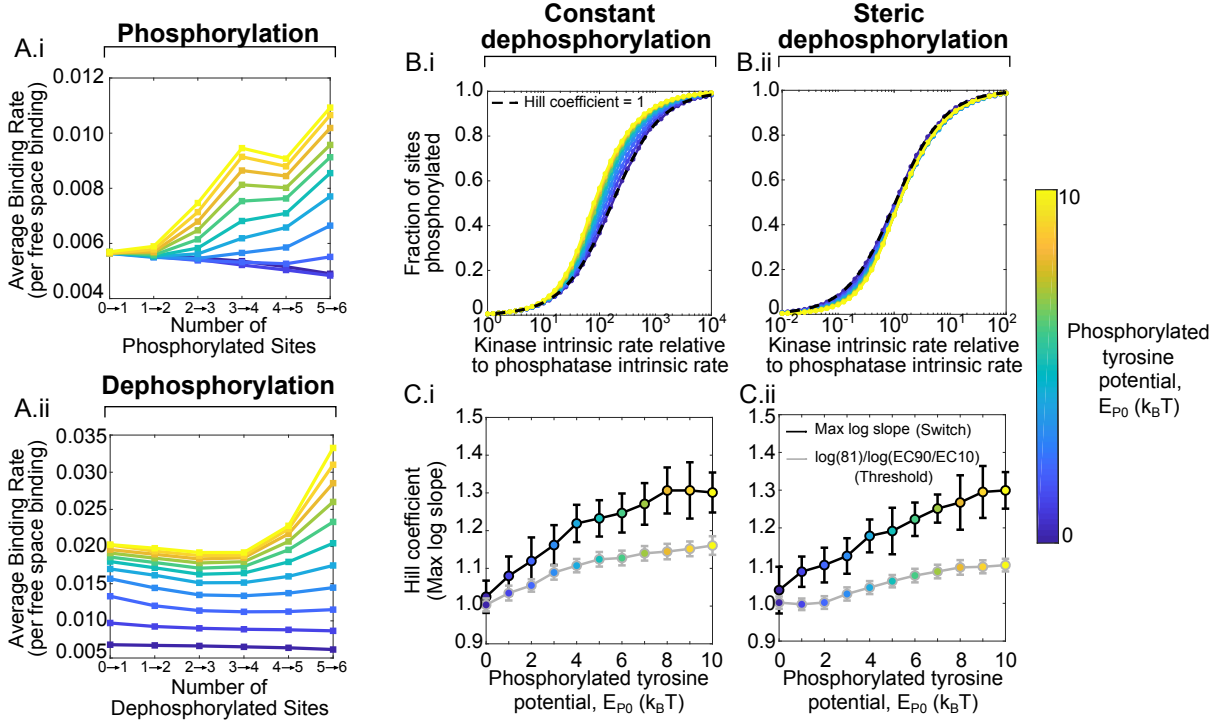 Phosphorylation
A.i
0.012
0.010
0.008
0.006
0.004
Average Binding Rate
(per free space binding)
0→1 1→2 2→3 3→4 4→5 5→6
Number of
Phosphorylated Sites
Dephosphorylation
A.ii
0.035
0.030
0.025
0.020
0.015
0.010
0.005
Average Binding Rate
(per free space binding)
0→1 1→2 2→3 3→4 4→5 5→6
Number of
Dephosphorylated Sites
Constant
dephosphorylation
B.i
Hill coefficient = 1
1.0
0.8
0.6
0.4
0.2
0
Fraction of sites
phosphorylated
10^0 10^1 10^2 10^3 10^4
Kinase intrinsic rate relative
to phosphatase intrinsic rate
Steric
dephosphorylation
B.ii
1.0
0.8
0.6
0.4
0.2
0
10^-2 10^-1 10^0 10^1 10^2
Kinase intrinsic rate relative
to phosphatase intrinsic rate
C.i
1.4
1.3
1.2
1.1
1.0
0.9
Hill coefficient
(Max log slope)
0 2 4 6 8 10
Phosphorylated tyrosine
potential, E_P0 (k_BT)
C.ii
Max log slope (Switch)
log(81)/log(EC90/EC10)
(Threshold)
1.4
1.3
1.2
1.1
1.0
0.9
0 2 4 6 8 10
Phosphorylated tyrosine
potential, E_P0 (k_BT)
10
0
Phosphorylated
tyrosine
potential,
E_P0 (k_BT)